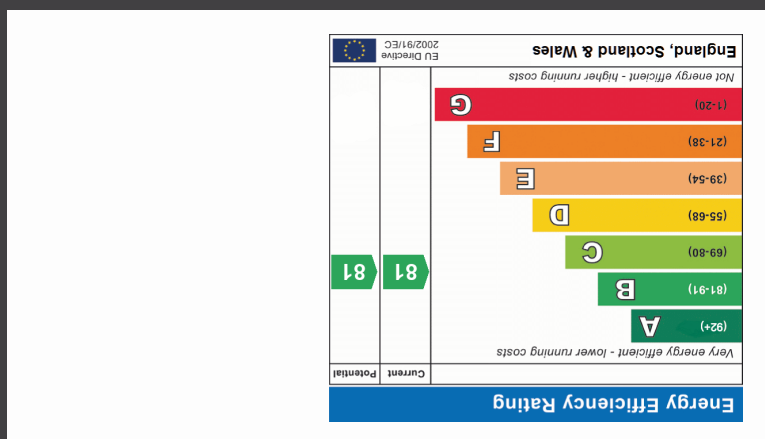 Energy Efficiency Rating
Current Potential
Very energy efficient - lower running costs
(92+) A
(81-91) B
81 81
(69-80) C
(55-68) D
(39-54) E
(21-38) F
(1-20) G
Not energy efficient - higher running costs
England, Scotland & Wales
EU Directive
2002/91/EC